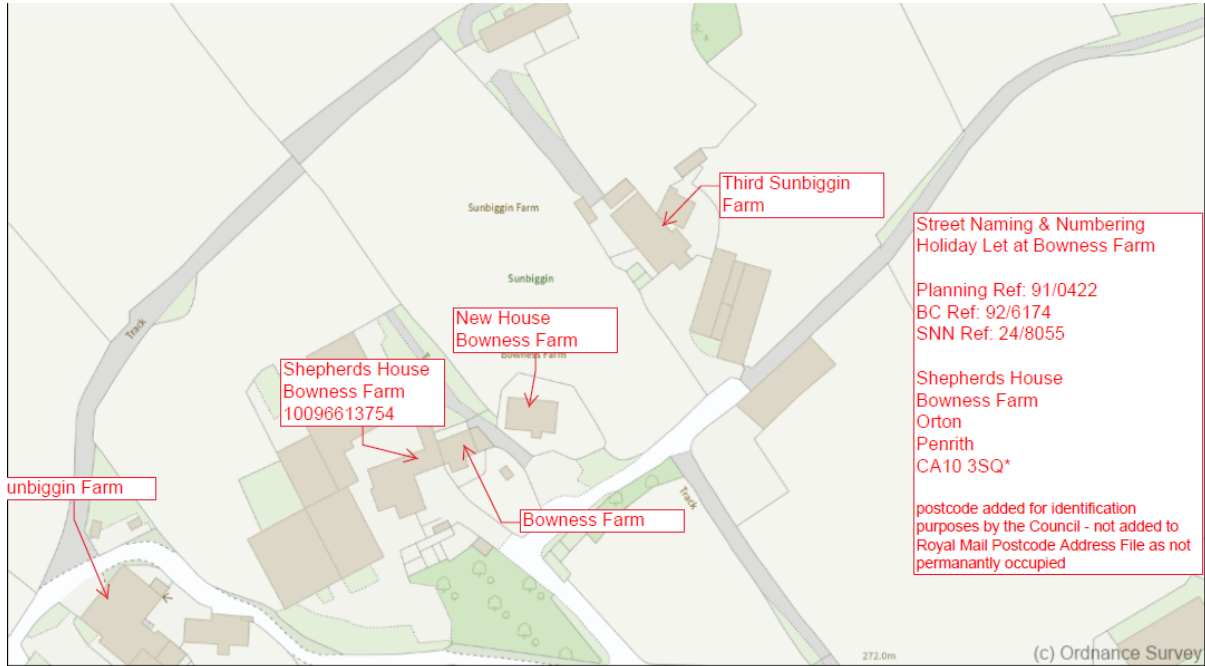 Third Sunbiggin
Farm
Sunbiggin Farm
Street Naming & Numbering
Holiday Let at Bowness Farm
Planning Ref: 91/0422
BC Ref: 92/6174
SNN Ref: 24/8055
Shepherds House
Bowness Farm
Orton
Penrith
CA10 3SQ*
postcode added for identification
purposes by the Council - not added to
Royal Mail Postcode Address File as not
permanantly occupied
Sunbiggin
Track
New House
Bowness Farm
Bowness Farm
Shepherds House
Bowness Farm
10096613754
unbiggin Farm
Bowness Farm
Track
272.0m
(c) Ordnance Survey